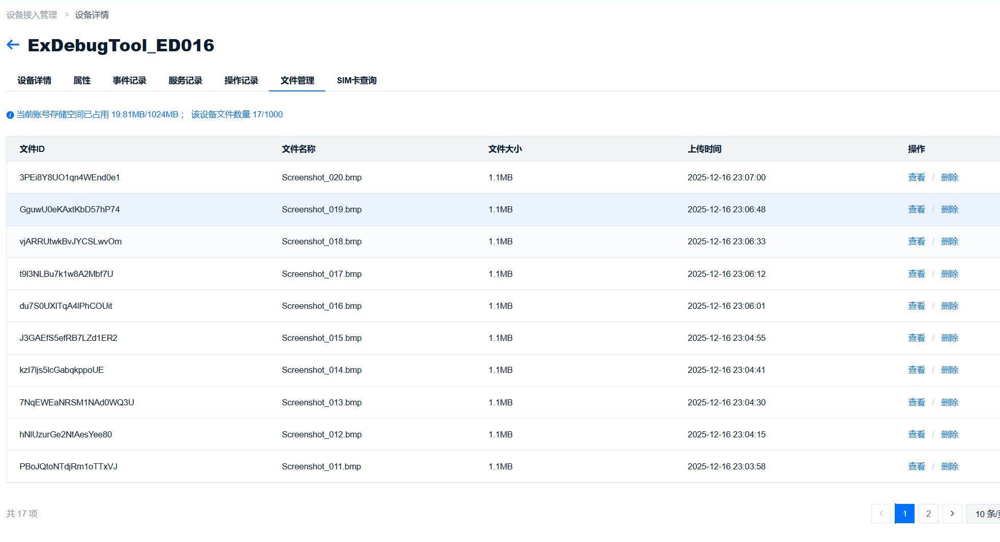 设备接入管理 > 设备详情
ExDebugTool_ED016
设备详情 属性 事件记录 服务记录 操作记录 文件管理 SIM卡查询
当前账号存储空间已占用 19.81MB/1024MB； 该设备文件数量 17/1000
文件ID 文件名称 文件大小 上传时间 操作
3PEi8Y8UO1qn4WEnd0e1 Screenshot_020.bmp 1.1MB 2025-12-16 23:07:00 查看 / 删除
GguwU0eKAxtKbD57hP74 Screenshot_019.bmp 1.1MB 2025-12-16 23:06:48 查看 / 删除
vjARRUtwkBvJYCSLwvOm Screenshot_018.bmp 1.1MB 2025-12-16 23:06:33 查看 / 删除
t9I3NLBu7k1w8A2Mbf7U Screenshot_017.bmp 1.1MB 2025-12-16 23:06:12 查看 / 删除
du7S0UXlTqA4lPhCOUit Screenshot_016.bmp 1.1MB 2025-12-16 23:06:01 查看 / 删除
J3GAEfS5efRB7LZd1ER2 Screenshot_015.bmp 1.1MB 2025-12-16 23:04:55 查看 / 删除
kzI7ljs5lcGabqkppoUE Screenshot_014.bmp 1.1MB 2025-12-16 23:04:41 查看 / 删除
7NqEWEaNRSM1NAd0WQ3U Screenshot_013.bmp 1.1MB 2025-12-16 23:04:30 查看 / 删除
hNlUzurGe2NtAesYee80 Screenshot_012.bmp 1.1MB 2025-12-16 23:04:15 查看 / 删除
PBoJQtoNTdjRm1oTTxVJ Screenshot_011.bmp 1.1MB 2025-12-16 23:03:58 查看 / 删除
共 17 项 < 1 2 > 10 条/